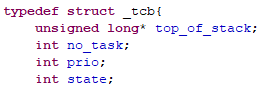 typedef struct _tcb{
    unsigned long* top_of_stack;
    int no_task;
    int prio;
    int state;